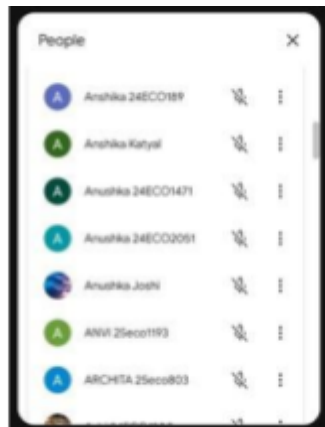 People
A Anshika 24ECO189
A Anshika Katyal
A Anushka 24ECO1471
A Anushka 24ECO2051
Anushka Joshi
A ANVI 25eco1193
A ARCHITA 25eco803